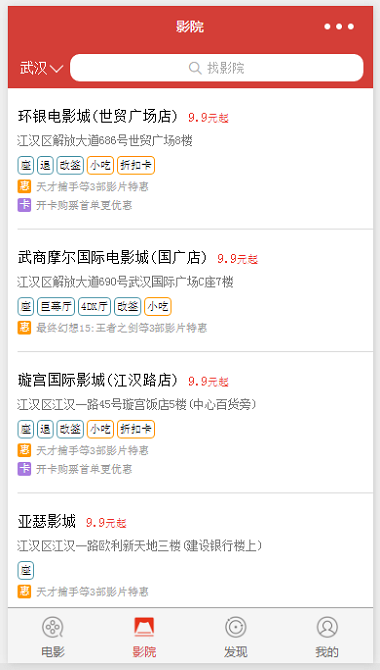 影院
武汉 找影院
环银电影城(世贸广场店) 9.9元起
江汉区解放大道686号世贸广场8楼
座 退 改签 小吃 折扣卡
惠 天才捕手等3部影片特惠
卡 开卡购票首单更优惠
武商摩尔国际电影城(国广店) 9.9元起
江汉区解放大道690号武汉国际广场C座7楼
座 巨幕厅 4DX厅 改签 小吃
惠 最终幻想15:王者之剑等3部影片特惠
璇宫国际影城(江汉路店) 9.9元起
江汉区江汉一路45号璇宫饭店5楼(中心百货旁)
座 退 改签 小吃 折扣卡
惠 天才捕手等3部影片特惠
卡 开卡购票首单更优惠
亚瑟影城 9.9元起
江汉区江汉一路欧利新天地三楼(建设银行楼上)
座
惠 天才捕手等3部影片特惠
电影 影院 发现 我的